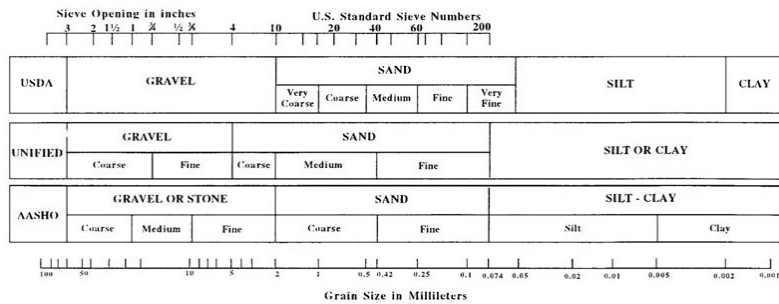 Sieve Opening in inches U.S. Standard Sieve Numbers
3 2 1½ 1 ¾ ½ ⅜ 4 10 20 40 60 200
USDA GRAVEL SAND SILT CLAY
Very Coarse Coarse Medium Fine Very Fine
UNIFIED GRAVEL SAND SILT OR CLAY
Coarse Fine Coarse Medium Fine
AASHO GRAVEL OR STONE SAND SILT - CLAY
Coarse Medium Fine Coarse Fine Silt Clay
100 50 10 5 2 1 0.5 0.42 0.25 0.1 0.074 0.05 0.02 0.01 0.005 0.002 0.001
Grain Size in Millileters